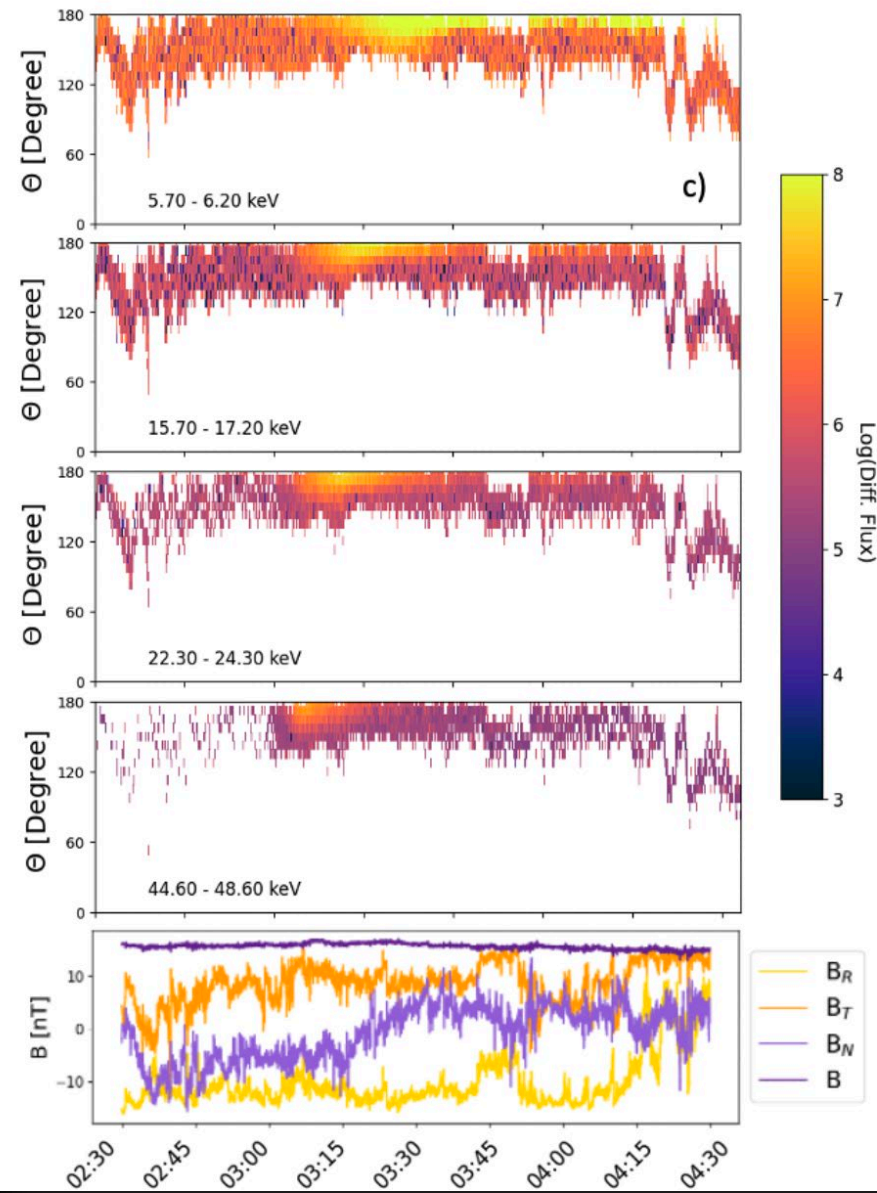 180
120
60
0
Θ [Degree]
5.70 - 6.20 keV
c)
180
120
60
0
Θ [Degree]
15.70 - 17.20 keV
180
120
60
0
Θ [Degree]
22.30 - 24.30 keV
180
120
60
0
Θ [Degree]
44.60 - 48.60 keV
8
7
6
5
4
3
Log(Diff. Flux)
10
0
−10
B [nT]
B_R
B_T
B_N
B
02:30
02:45
03:00
03:15
03:30
03:45
04:00
04:15
04:30